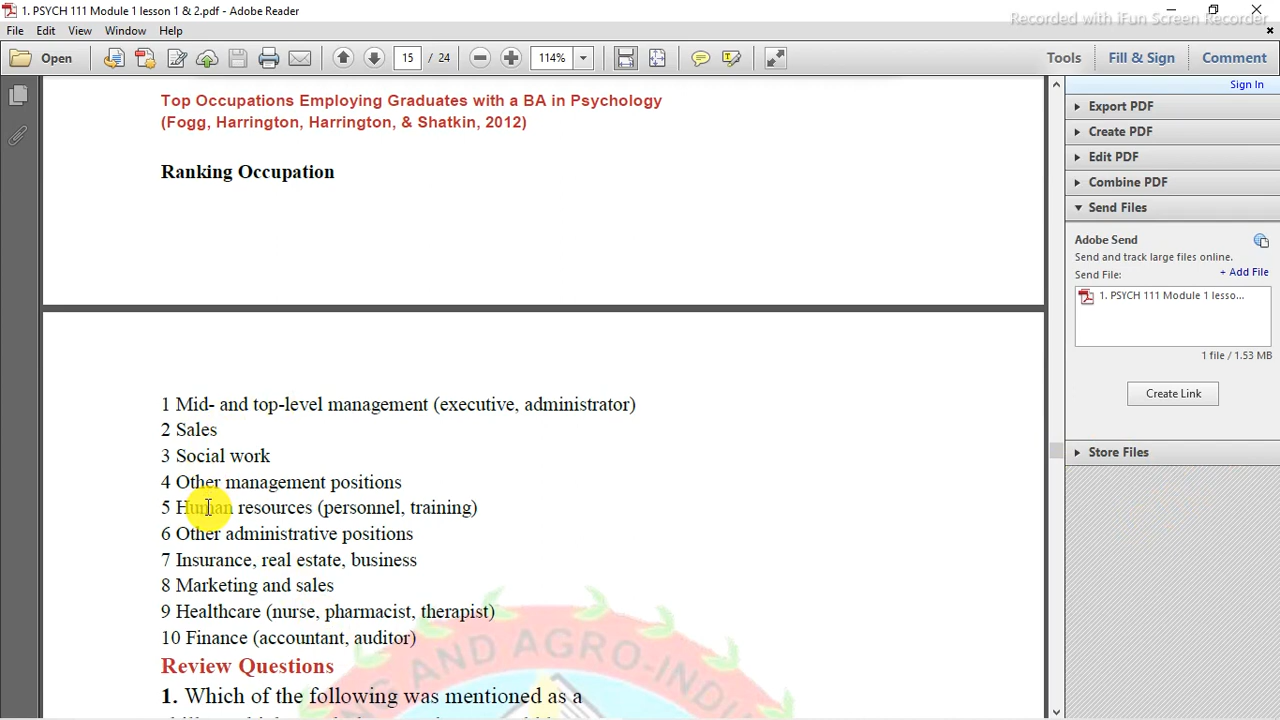 1. PSYCH 111 Module 1 lesson 1 & 2.pdf - Adobe Reader
Recorded with iFun Screen Recorder
File Edit View Window Help
Open 15 / 24 114% Tools Fill & Sign Comment
Sign In
Top Occupations Employing Graduates with a BA in Psychology
(Fogg, Harrington, Harrington, & Shatkin, 2012)
Ranking Occupation
1 Mid- and top-level management (executive, administrator)
2 Sales
3 Social work
4 Other management positions
5 Human resources (personnel, training)
6 Other administrative positions
7 Insurance, real estate, business
8 Marketing and sales
9 Healthcare (nurse, pharmacist, therapist)
10 Finance (accountant, auditor)
Review Questions
1. Which of the following was mentioned as a
AND AGRO-INDU
Export PDF
Create PDF
Edit PDF
Combine PDF
Send Files
Adobe Send
Send and track large files online.
Send File:
+ Add File
1. PSYCH 111 Module 1 lesso...
1 file / 1.53 MB
Create Link
Store Files